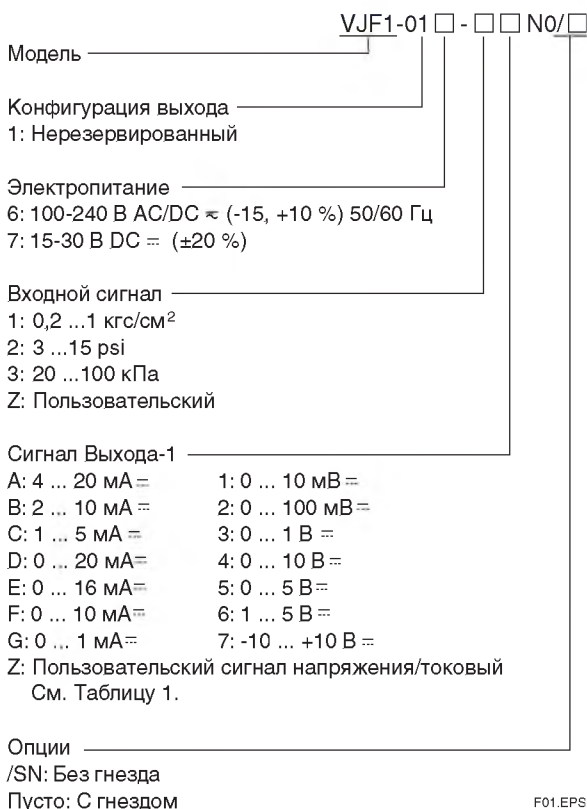 VJF1-01□ - □□ N0/□
Модель
Конфигурация выхода
1: Нерезервированный
Электропитание
6: 100-240 В AC/DC ≂ (-15, +10 %) 50/60 Гц
7: 15-30 В DC ⎓ (±20 %)
Входной сигнал
1: 0,2 ...1 кгс/см²
2: 3 ...15 psi
3: 20 ...100 кПа
Z: Пользовательский
Сигнал Выхода-1
A: 4 ... 20 мА⎓ 1: 0 ... 10 мВ⎓
B: 2 ... 10 мА⎓ 2: 0 ... 100 мВ⎓
C: 1 ... 5 мА⎓ 3: 0 ... 1 В⎓
D: 0 ... 20 мА⎓ 4: 0 ... 10 В⎓
E: 0 ... 16 мА⎓ 5: 0 ... 5 В⎓
F: 0 ... 10 мА⎓ 6: 1 ... 5 В⎓
G: 0 ... 1 мА⎓ 7: -10 ... +10 В⎓
Z: Пользовательский сигнал напряжения/токовый
См. Таблицу 1.
Опции
/SN: Без гнезда
Пусто: С гнездом
F01.EPS